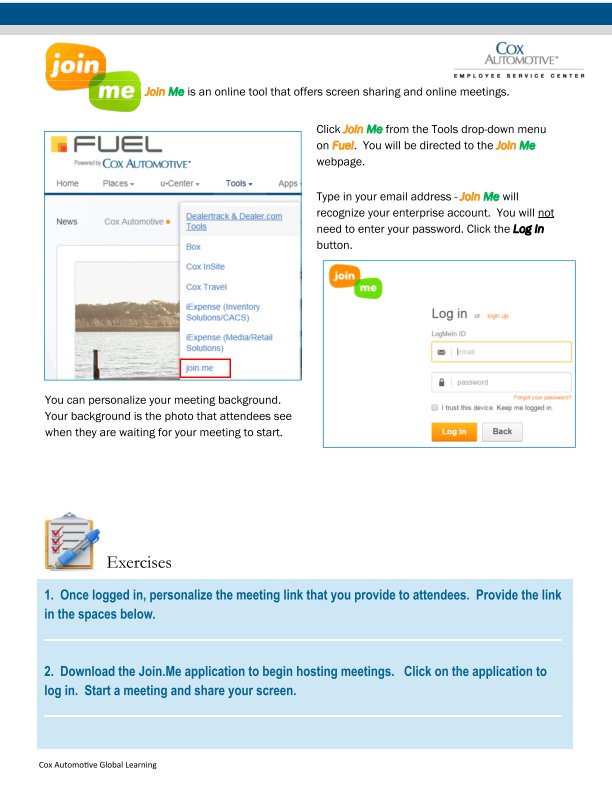 join
me
COX
AUTOMOTIVE™
EMPLOYEE SERVICE CENTER
Join Me is an online tool that offers screen sharing and online meetings.
FUEL
Powered by COX AUTOMOTIVE™
Home Places u•Center Tools Apps
News Cox Automotive
Dealertrack & Dealer.com
Tools
Box
Cox InSite
Cox Travel
iExpense (Inventory
Solutions/CACS)
iExpense (Media/Retail
Solutions)
join.me
Click Join Me from the Tools drop-down menu
on Fuel. You will be directed to the Join Me
webpage.
Type in your email address - Join Me will
recognize your enterprise account. You will not
need to enter your password. Click the Log In
button.
join
me
Log in or sign up
LogMeIn ID:
email
password
Forgot your password?
I trust this device. Keep me logged in.
Log in Back
You can personalize your meeting background.
Your background is the photo that attendees see
when they are waiting for your meeting to start.
Exercises
1. Once logged in, personalize the meeting link that you provide to attendees. Provide the link
in the spaces below.
2. Download the Join.Me application to begin hosting meetings. Click on the application to
log in. Start a meeting and share your screen.
Cox Automotive Global Learning